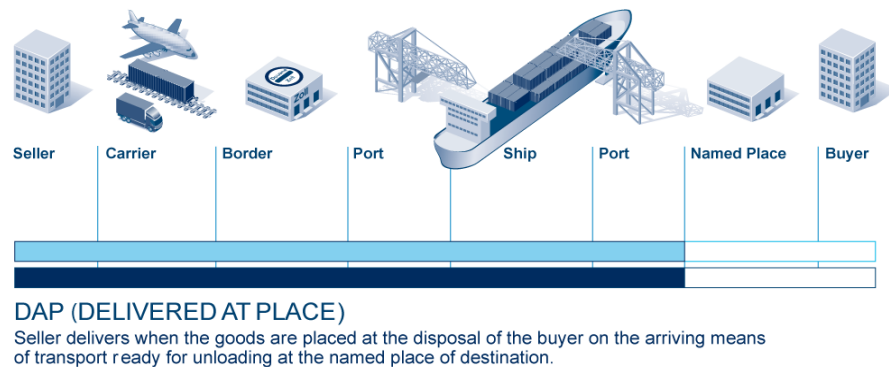 Zoll
Seller Carrier Border Port Ship Port Named Place Buyer
DAP (DELIVERED AT PLACE)
Seller delivers when the goods are placed at the disposal of the buyer on the arriving means
of transport ready for unloading at the named place of destination.